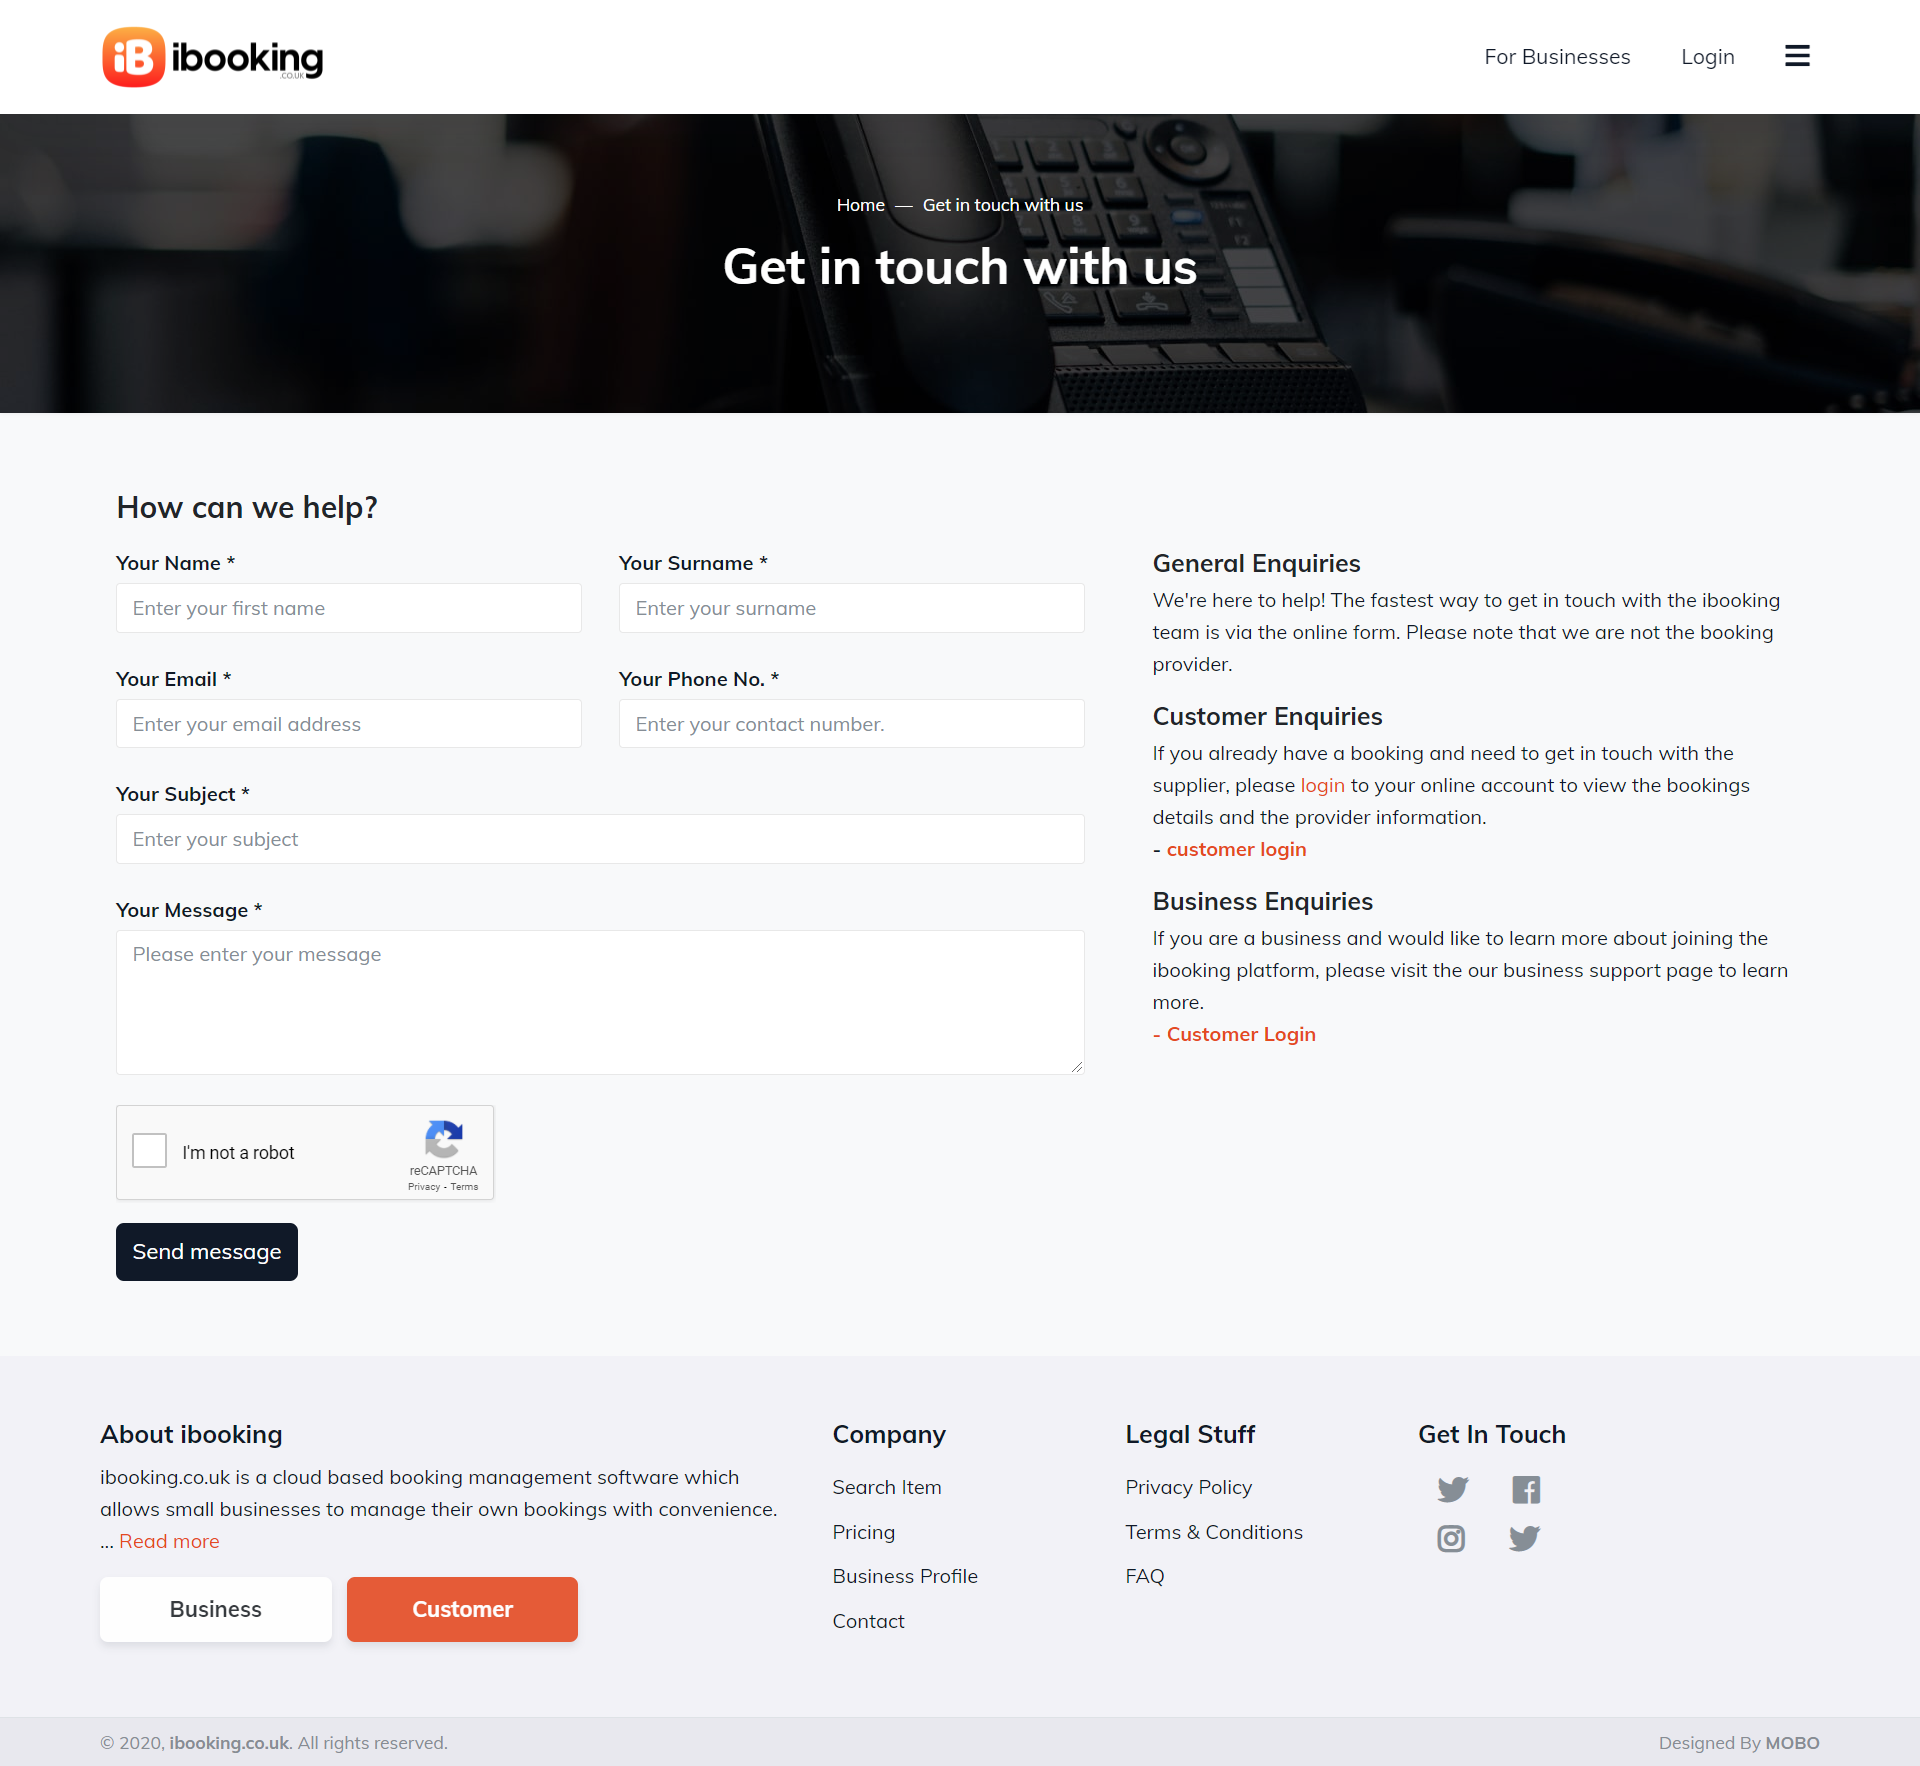 iB ibooking
.CO.UK
For Businesses
Login
Home — Get in touch with us
Get in touch with us
How can we help?
Your Name *
Your Surname *
Enter your first name
Enter your surname
Your Email *
Your Phone No. *
Enter your email address
Enter your contact number.
Your Subject *
Enter your subject
Your Message *
Please enter your message
I'm not a robot
reCAPTCHA
Privacy - Terms
Send message
General Enquiries
We're here to help! The fastest way to get in touch with the ibooking
team is via the online form. Please note that we are not the booking
provider.
Customer Enquiries
If you already have a booking and need to get in touch with the
supplier, please login to your online account to view the bookings
details and the provider information.
- customer login
Business Enquiries
If you are a business and would like to learn more about joining the
ibooking platform, please visit the our business support page to learn
more.
- Customer Login
About ibooking
ibooking.co.uk is a cloud based booking management software which
allows small businesses to manage their own bookings with convenience.
... Read more
Business
Customer
Company
Search Item
Pricing
Business Profile
Contact
Legal Stuff
Privacy Policy
Terms & Conditions
FAQ
Get In Touch
© 2020, ibooking.co.uk. All rights reserved.
Designed By MOBO